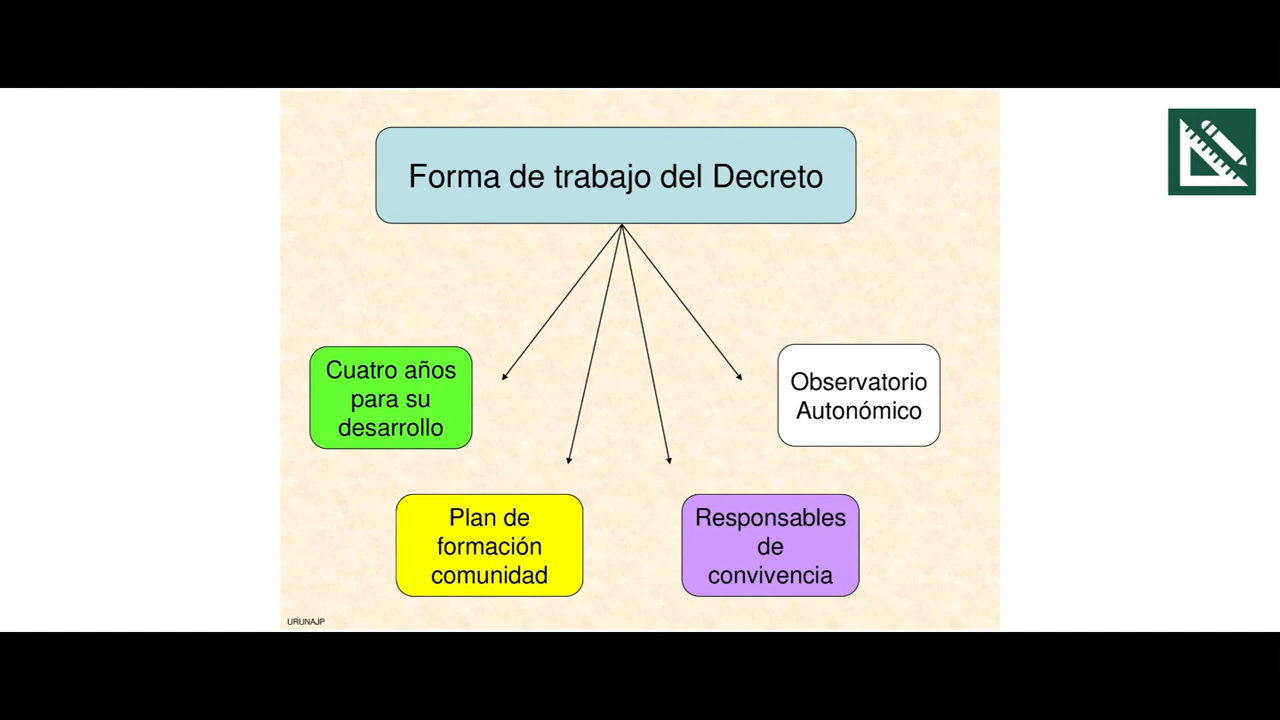 Forma de trabajo del Decreto
Cuatro años
para su
desarrollo
Observatorio
Autonómico
Plan de
formación
comunidad
Responsables
de
convivencia
URUNAJP